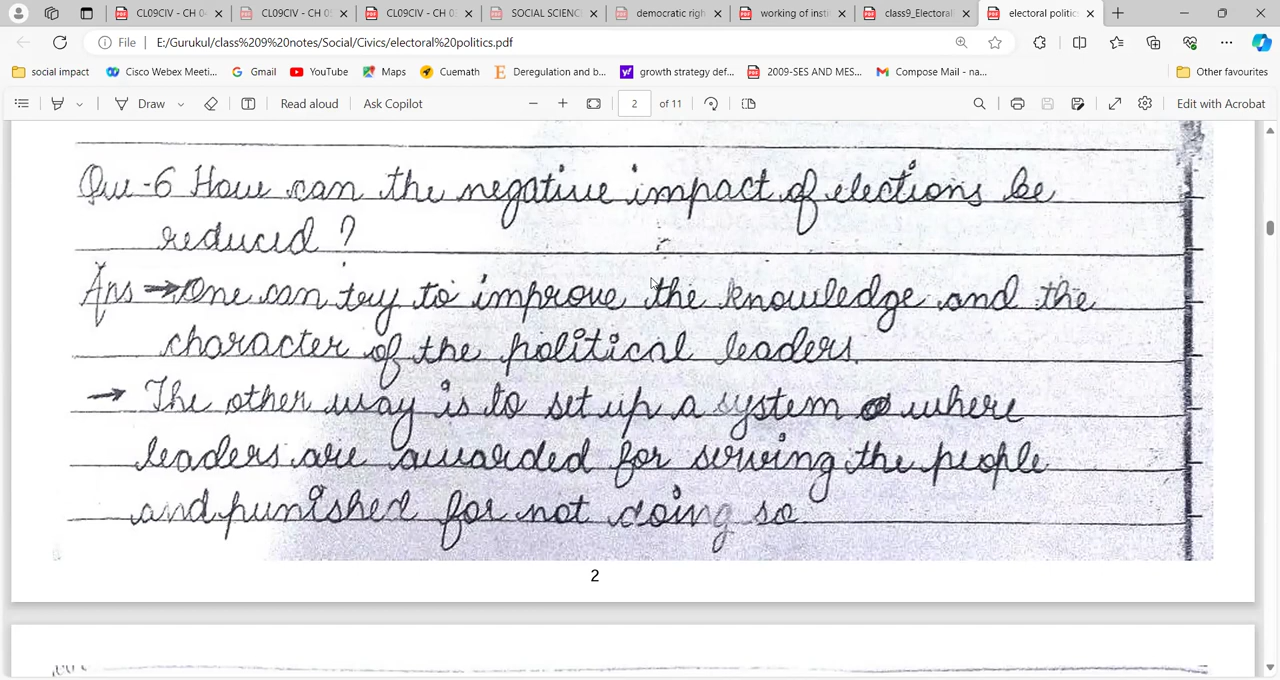 CL09CIV - CH 0
CL09CIV - CH 0
CL09CIV - CH 0
SOCIAL SCIENC
democratic righ
working of insti
class9_Electoral
electoral politic
File
E:/Gurukul/class%209%20notes/Social/Civics/electoral%20politics.pdf
social impact
Cisco Webex Meeti...
Gmail
YouTube
Maps
Cuemath
Deregulation and b...
growth strategy def...
2009-SES AND MES...
Compose Mail - na...
Other favourites
Draw
Read aloud
Ask Copilot
2 of 11
Edit with Acrobat
Que-6 How can the negative impact of elections be
reduced ?
Ans → One can try to improve the knowledge and the
character of the political leaders.
→ The other way is to set up a system where
leaders are awarded for serving the people
and punished for not doing so
2